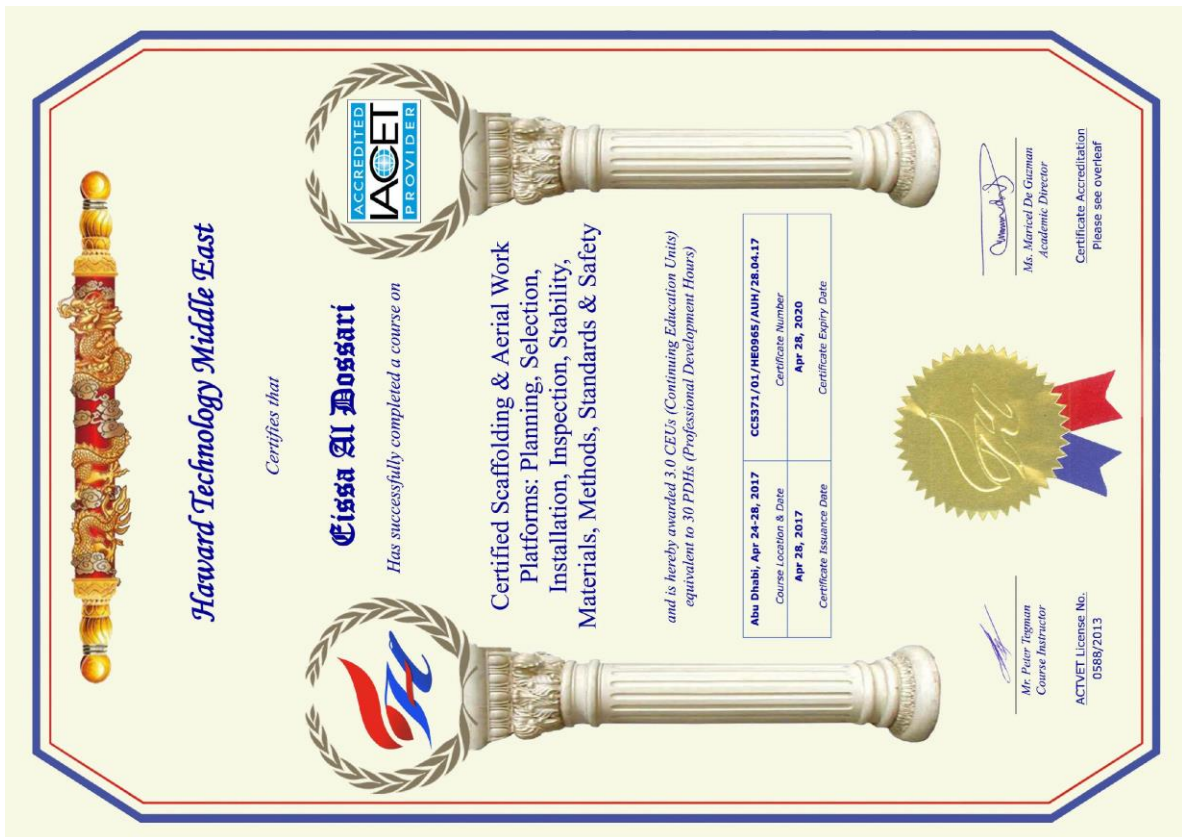 Haward Technology Middle East
Certifies that
Eissa Al Dossari
Has successfully completed a course on
ACCREDITED
IACET
PROVIDER
Certified Scaffolding & Aerial Work
Platforms: Planning, Selection,
Installation, Inspection, Stability,
Materials, Methods, Standards & Safety
and is hereby awarded 3.0 CEUs (Continuing Education Units)
equivalent to 30 PDHs (Professional Development Hours)
Abu Dhabi, Apr 24-28, 2017
CC5371/01/HE0965/AUH/28.04.17
Course Location & Date
Certificate Number
Apr 28, 2017
Apr 28, 2020
Certificate Issuance Date
Certificate Expiry Date
Mr. Peter Tegman
Course Instructor
Ms. Maricel De Guzman
Academic Director
ACTVET License No.
0588/2013
Certificate Accreditation
Please see overleaf